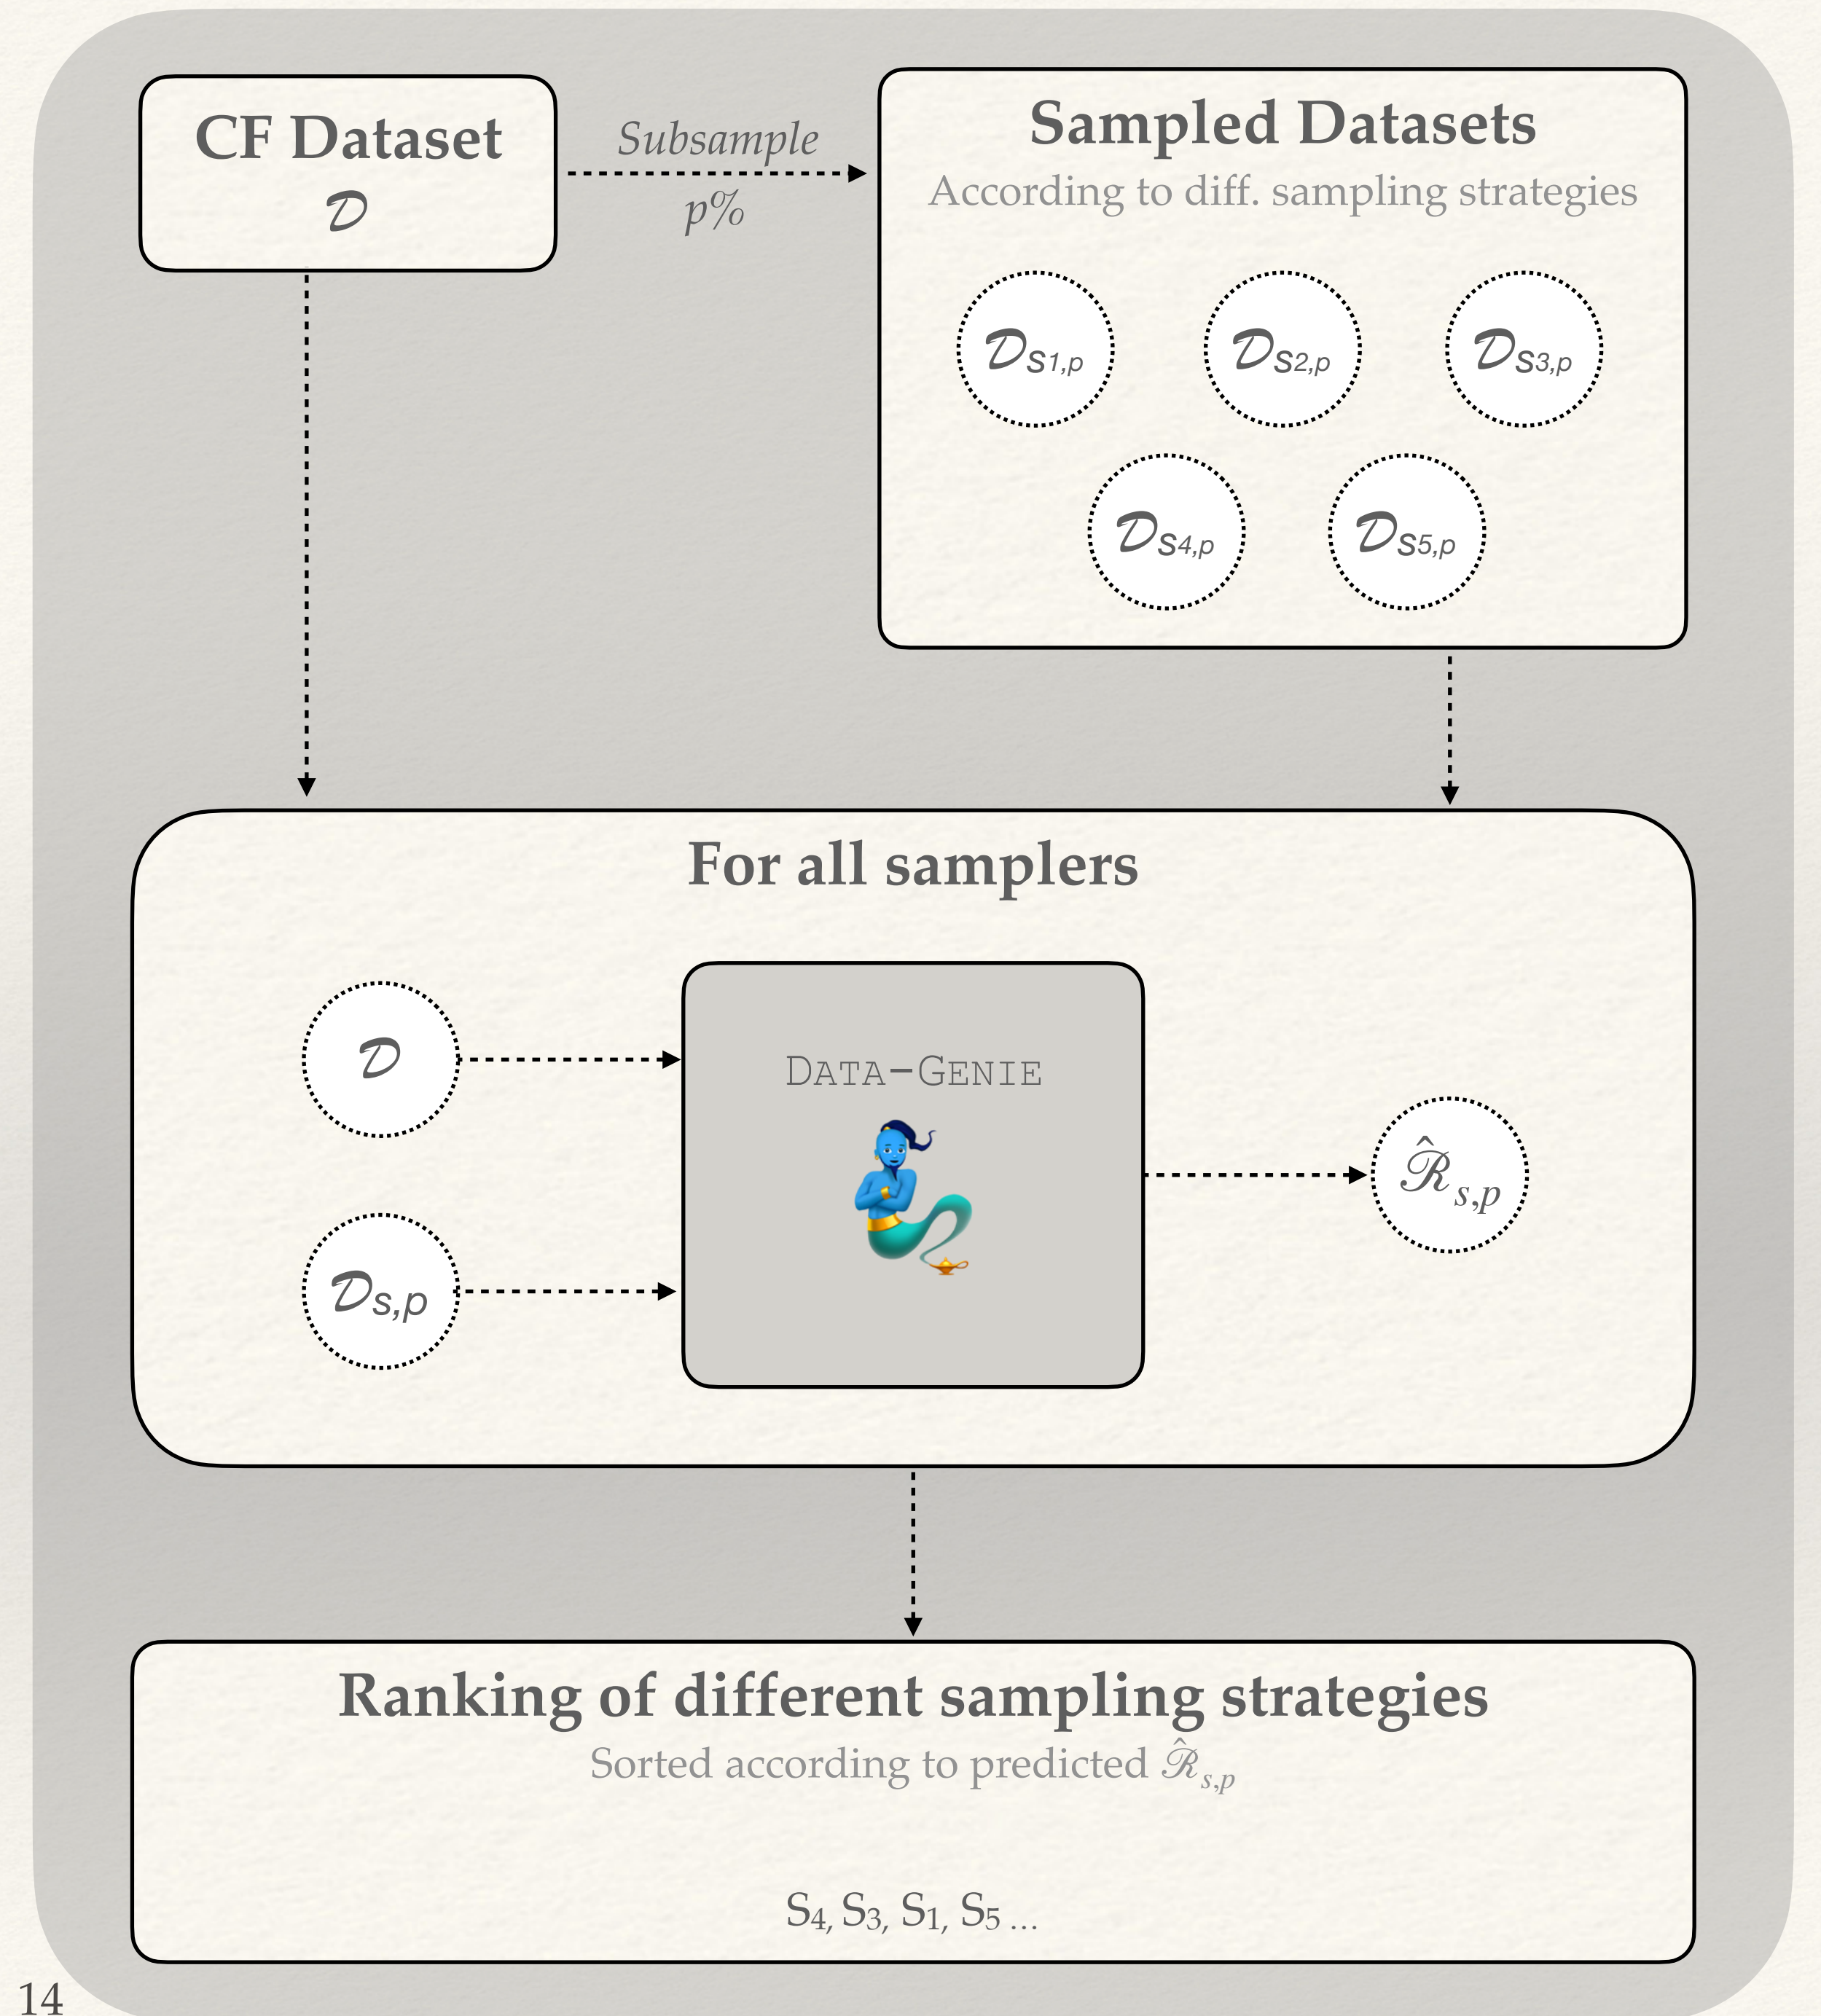 CF Dataset
𝒟
Subsample
p%
Sampled Datasets
According to diff. sampling strategies
𝒟S1,p
𝒟S2,p
𝒟S3,p
𝒟S4,p
𝒟S5,p
For all samplers
𝒟
𝒟s,p
DATA-GENIE
ℛ̂s,p
Ranking of different sampling strategies
Sorted according to predicted ℛ̂s,p
S4, S3, S1, S5 ...
14